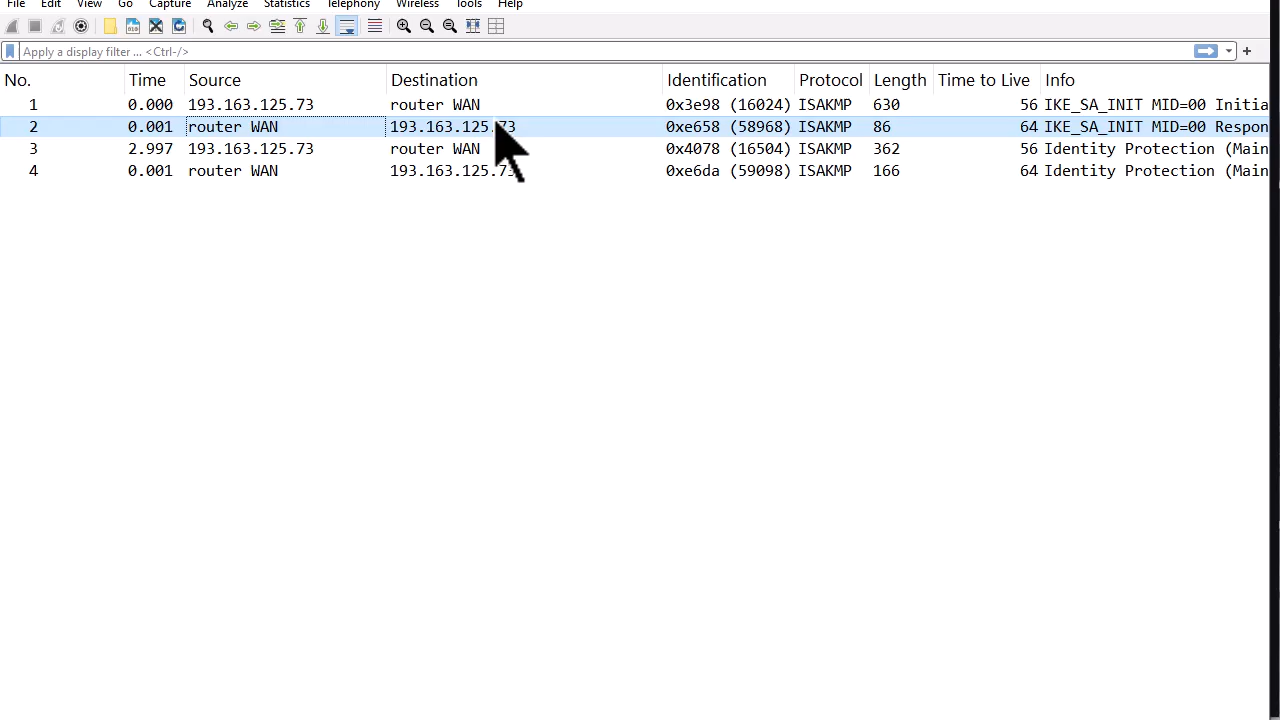 File Edit View Go Capture Analyze Statistics Telephony Wireless Tools Help
Apply a display filter ... <Ctrl-/>
No. Time Source Destination Identification Protocol Length Time to Live Info
1 0.000 193.163.125.73 router WAN 0x3e98 (16024) ISAKMP 630 56 IKE_SA_INIT MID=00 Initia
2 0.001 router WAN 193.163.125.73 0xe658 (58968) ISAKMP 86 64 IKE_SA_INIT MID=00 Respon
3 2.997 193.163.125.73 router WAN 0x4078 (16504) ISAKMP 362 56 Identity Protection (Main
4 0.001 router WAN 193.163.125.73 0xe6da (59098) ISAKMP 166 64 Identity Protection (Main